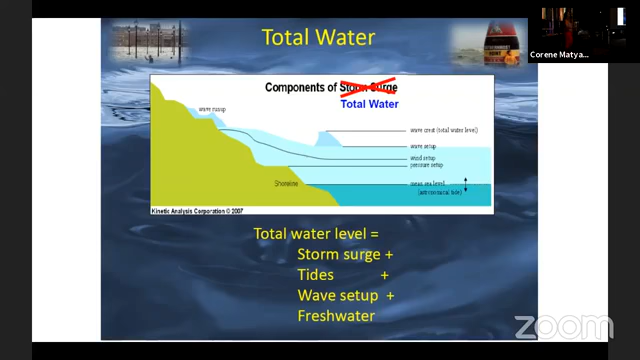 Total Water
Components of Storm Surge
Total Water
wave runup
wave crest (total water level)
wave setup
wind setup
pressure setup
Shoreline
mean sea level
(astronomical tide)
Kinetic Analysis Corporation © 2007
Total water level =
Storm surge +
Tides +
Wave setup +
Freshwater
Corene Matya...
zoom